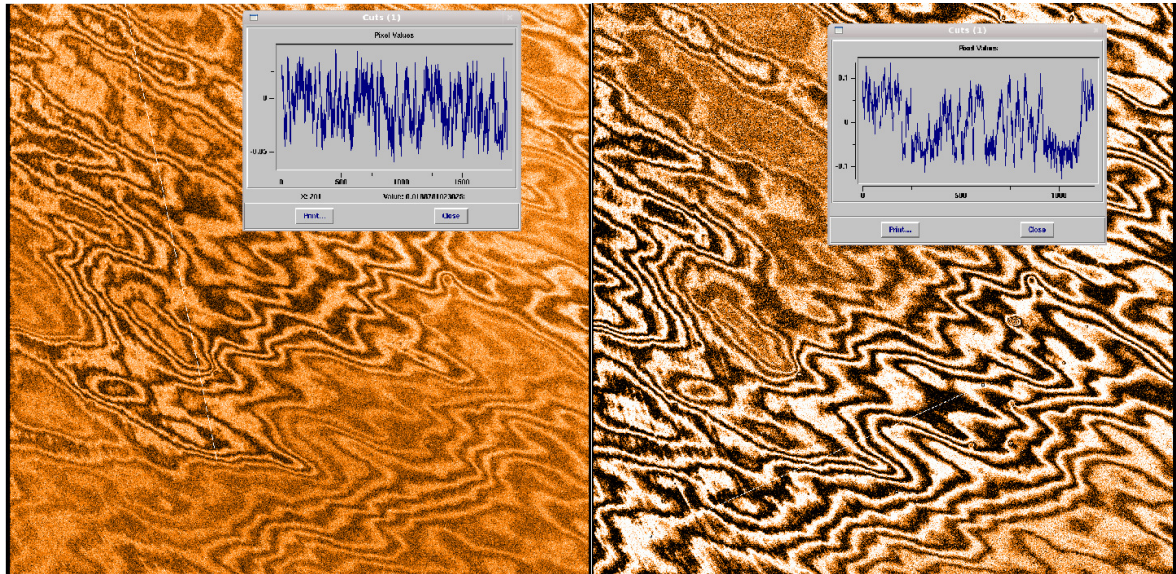 Cuts (1)
Pixel Values
0
-0.05
0 500 1000 1500
X: 201
Print...
Close
Cuts (1)
Pixel Values
0.1
0
-0.1
0 500 1000
Print...
Close